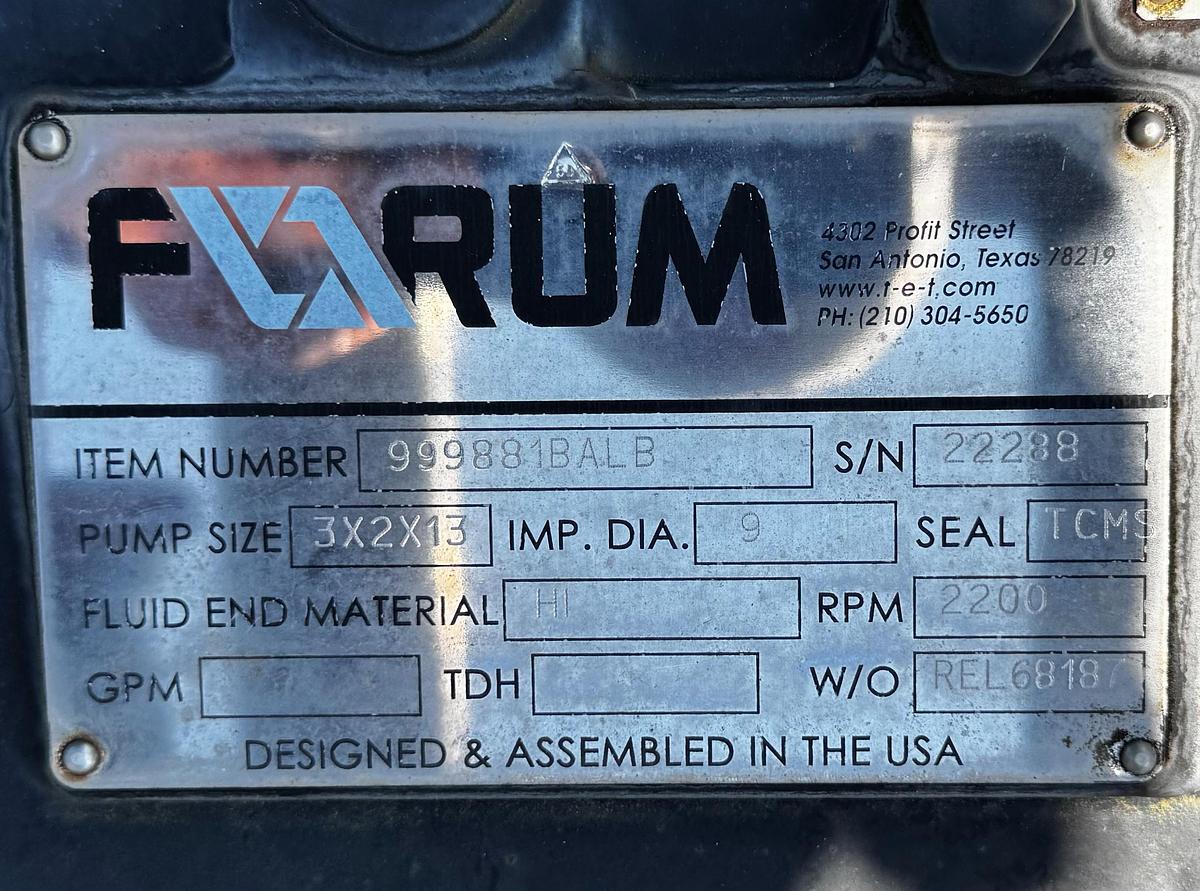 FORUM
4302 Profit Street
San Antonio, Texas 78219
www.t-e-t.com
PH: (210) 304-5650
ITEM NUMBER 999881BALB S/N 22288
PUMP SIZE 3X2X13 IMP. DIA. 9 SEAL TCMS
FLUID END MATERIAL HI RPM 2200
GPM TDH W/O REL68187
DESIGNED & ASSEMBLED IN THE USA